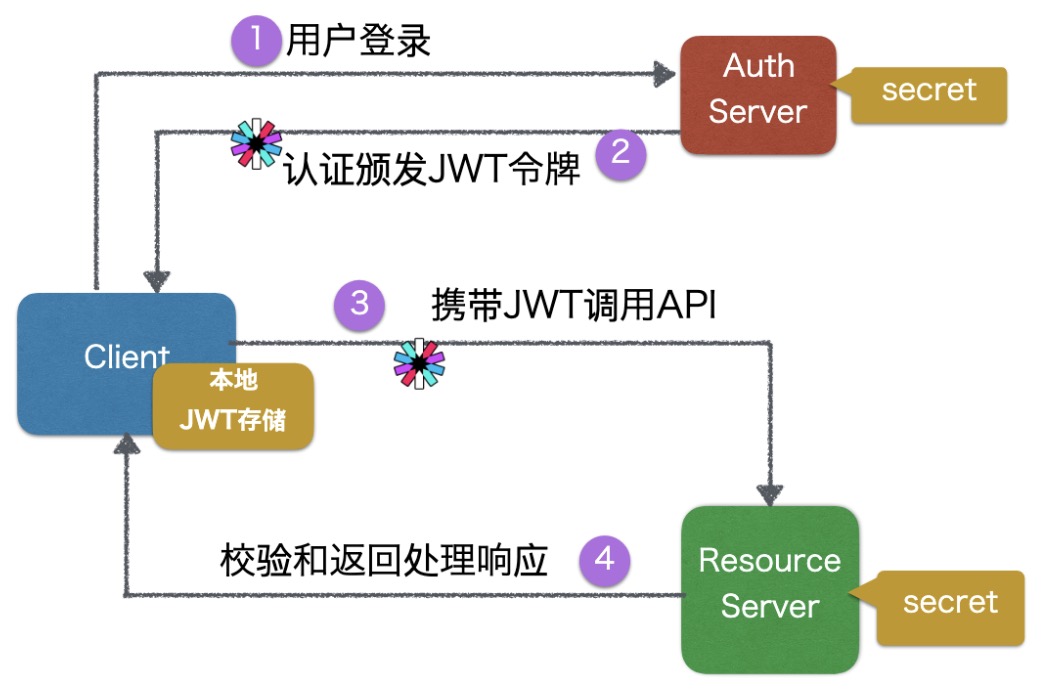 1 用户登录
Auth
Server
secret
认证颁发JWT令牌 2
3 携带JWT调用API
Client
本地
JWT存储
校验和返回处理响应 4
Resource
Server
secret